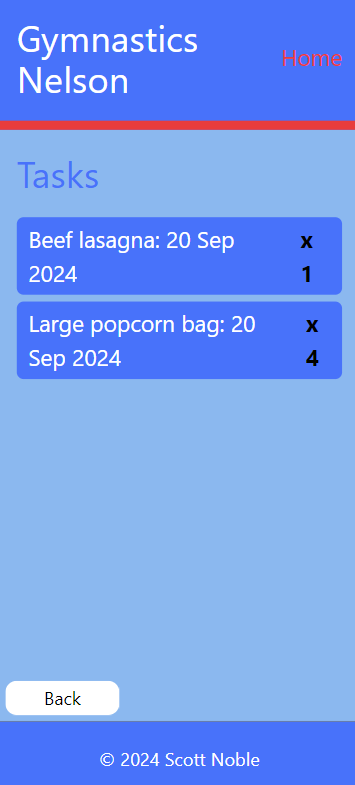 Gymnastics
Nelson
Home
Tasks
Beef lasagna: 20 Sep
2024
x
1
Large popcorn bag: 20
Sep 2024
x
4
Back
© 2024 Scott Noble